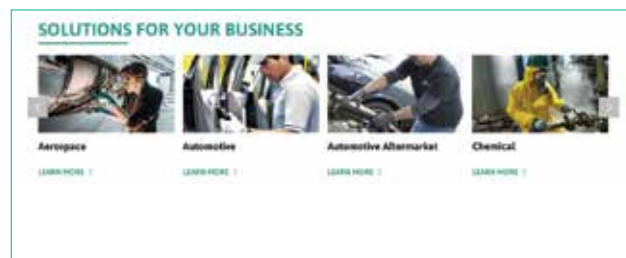 SOLUTIONS FOR YOUR BUSINESS
Aerospace
Automotive
Automotive Aftermarket
Chemical
LEARN MORE
LEARN MORE
LEARN MORE
LEARN MORE